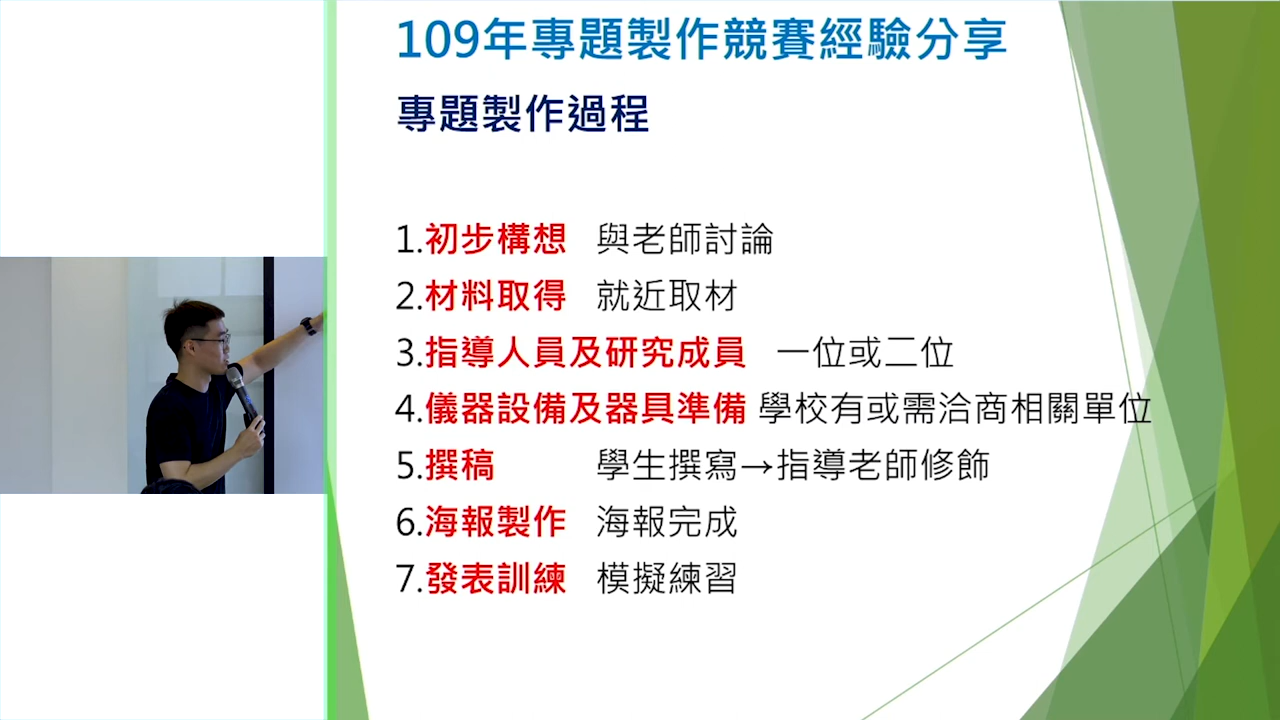 109年專題製作競賽經驗分享
專題製作過程
1.初步構想 與老師討論
2.材料取得 就近取材
3.指導人員及研究成員 一位或二位
4.儀器設備及器具準備 學校有或需洽商相關單位
5.撰稿 學生撰寫→指導老師修飾
6.海報製作 海報完成
7.發表訓練 模擬練習